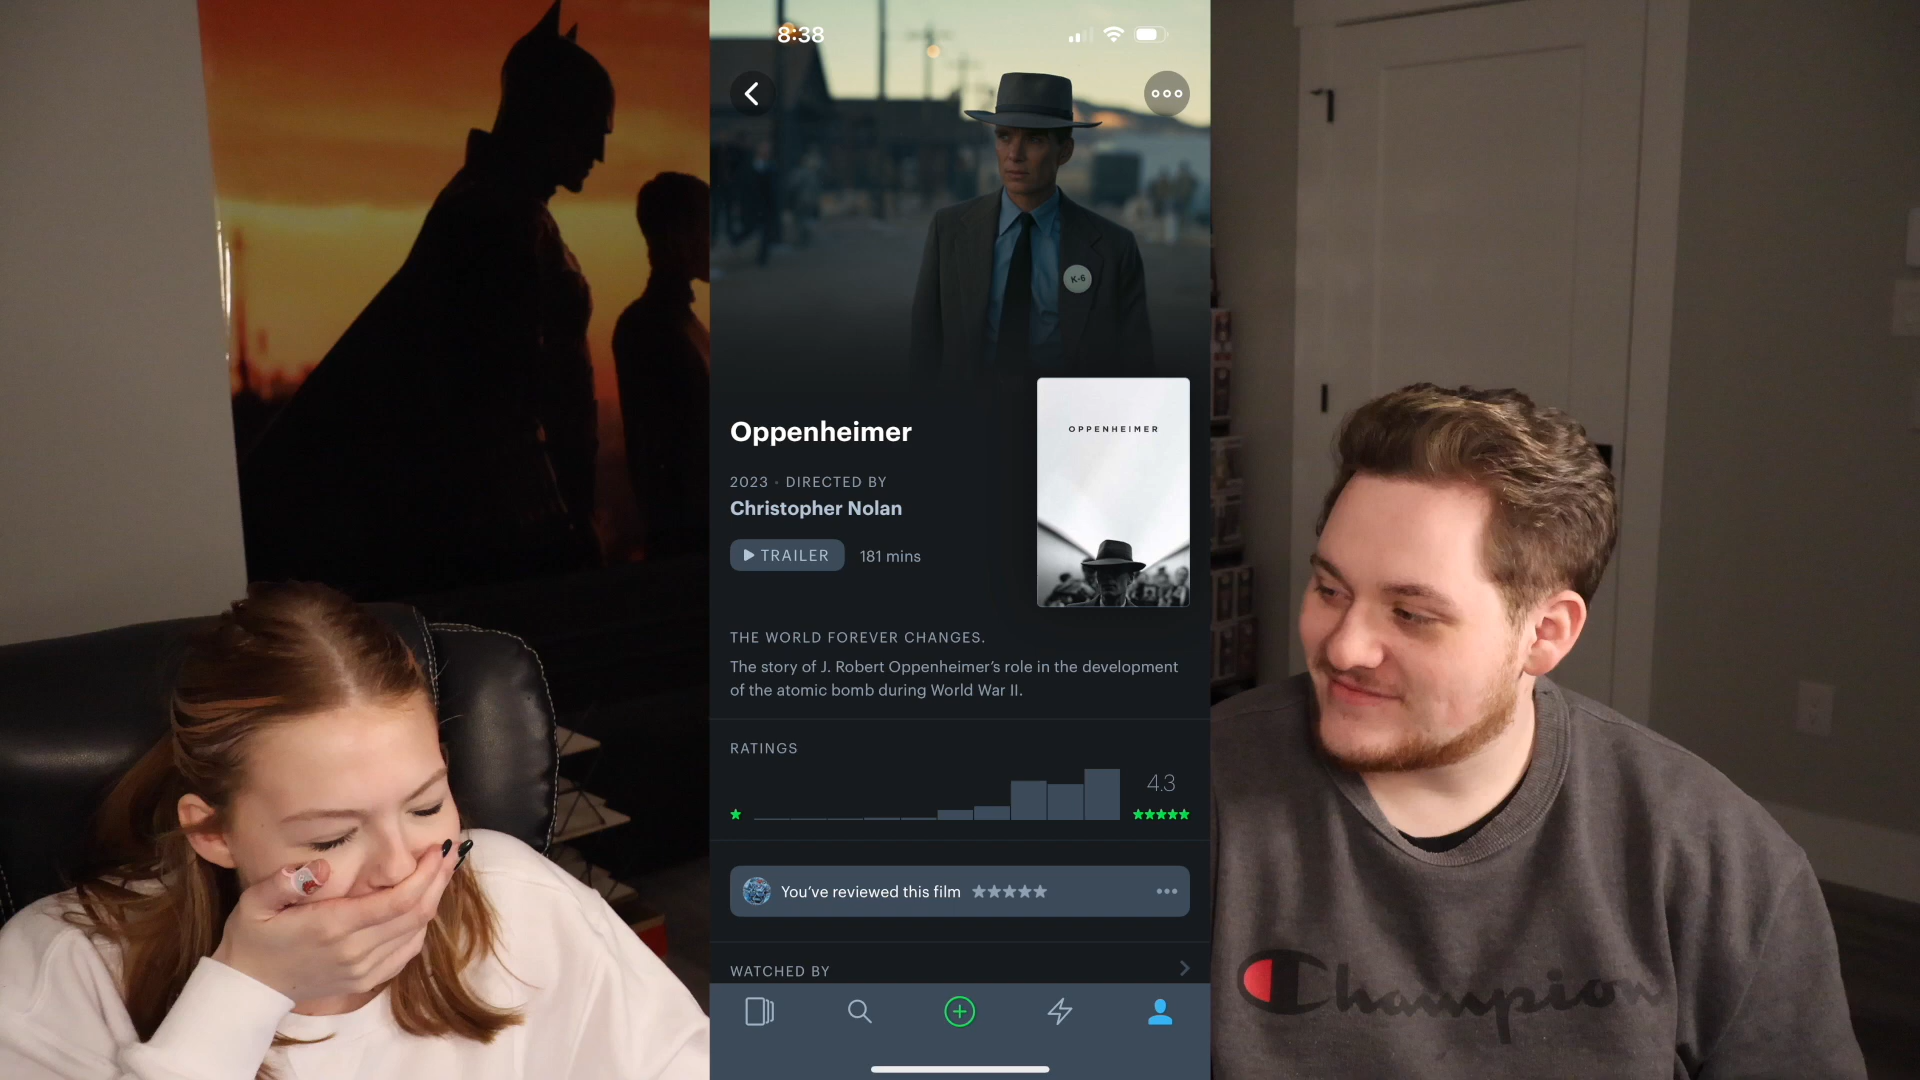 8:38
K-6
OPPENHEIMER
Oppenheimer
2023 · DIRECTED BY
Christopher Nolan
TRAILER
181 mins
THE WORLD FOREVER CHANGES.
The story of J. Robert Oppenheimer’s role in the development
of the atomic bomb during World War II.
RATINGS
4.3
You’ve reviewed this film
WATCHED BY
Champion